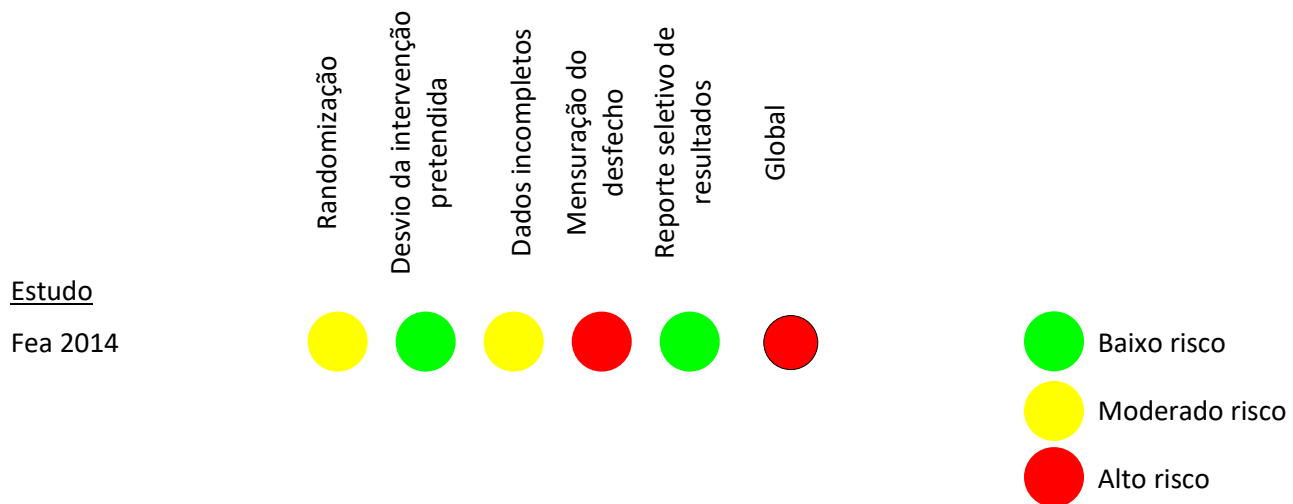 Randomização
Desvio da intervenção
pretendida
Dados incompletos
Mensuração do
desfecho
Reporte seletivo de
resultados
Global
Estudo
Fea 2014
Baixo risco
Moderado risco
Alto risco